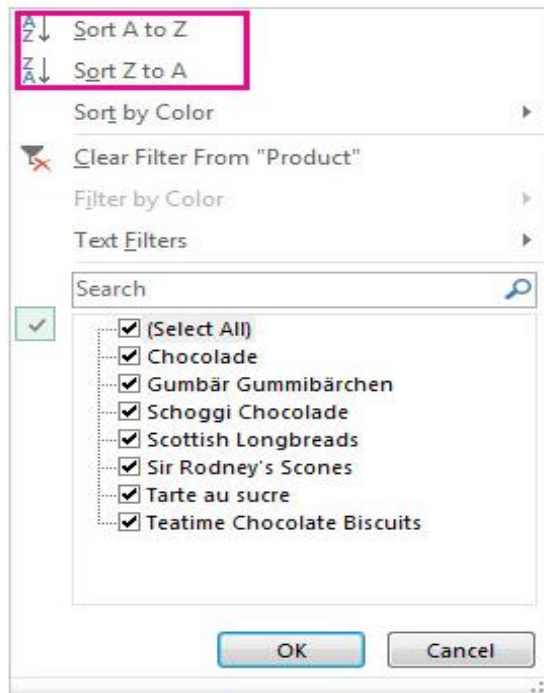 Sort A to Z
Sort Z to A
Sort by Color
Clear Filter From "Product"
Filter by Color
Text Filters
Search
(Select All)
Chocolade
Gumbär Gummibärchen
Schoggi Chocolade
Scottish Longbreads
Sir Rodney's Scones
Tarte au sucre
Teatime Chocolate Biscuits
OK Cancel